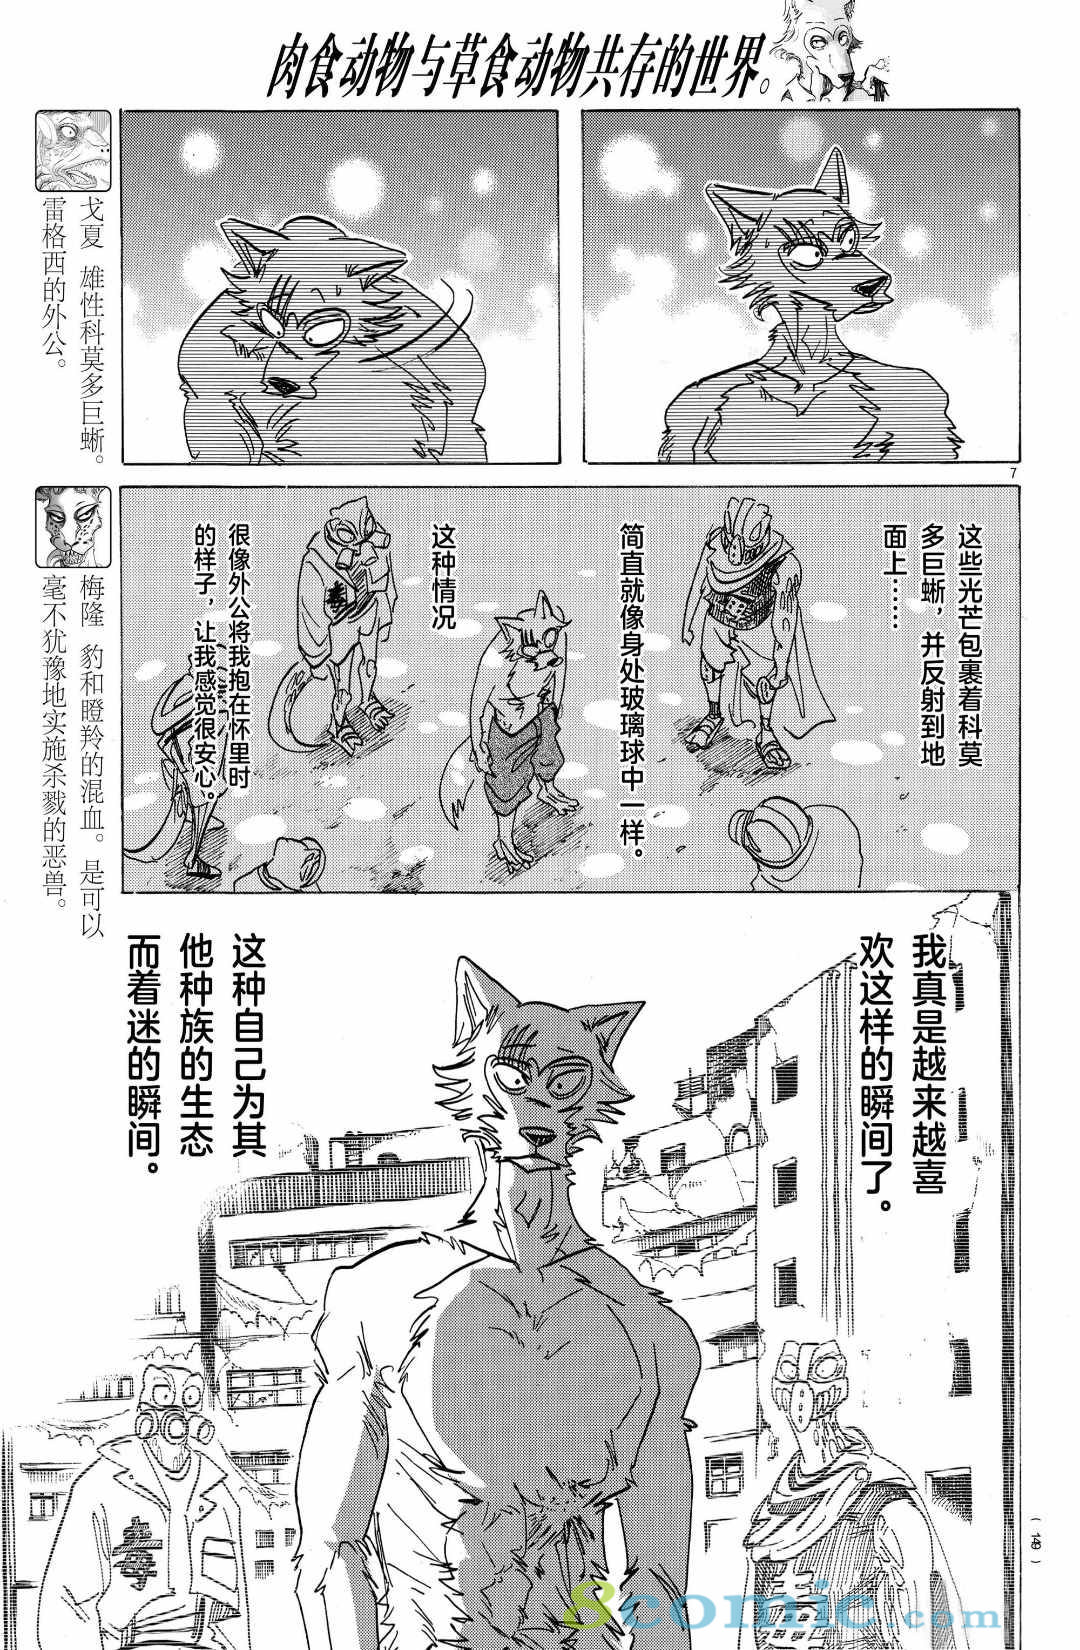 肉食动物与草食动物共存的世界。
戈夏 雄性科莫多巨蜥。
雷格西的外公。
梅隆 豹和瞪羚的混血。是可以
毫不犹豫地实施杀戮的恶兽。
7
这些光芒包裹着科莫
多巨蜥，并反射到地
面上……
简直就像身处玻璃球中一样。
这种情况
很像外公将我抱在怀里时
的样子，让我感觉很安心。
毒
我真是越来越喜
欢这样的瞬间了。
这种自己为其
他种族的生态
而着迷的瞬间。
毒
毒
8comic.com